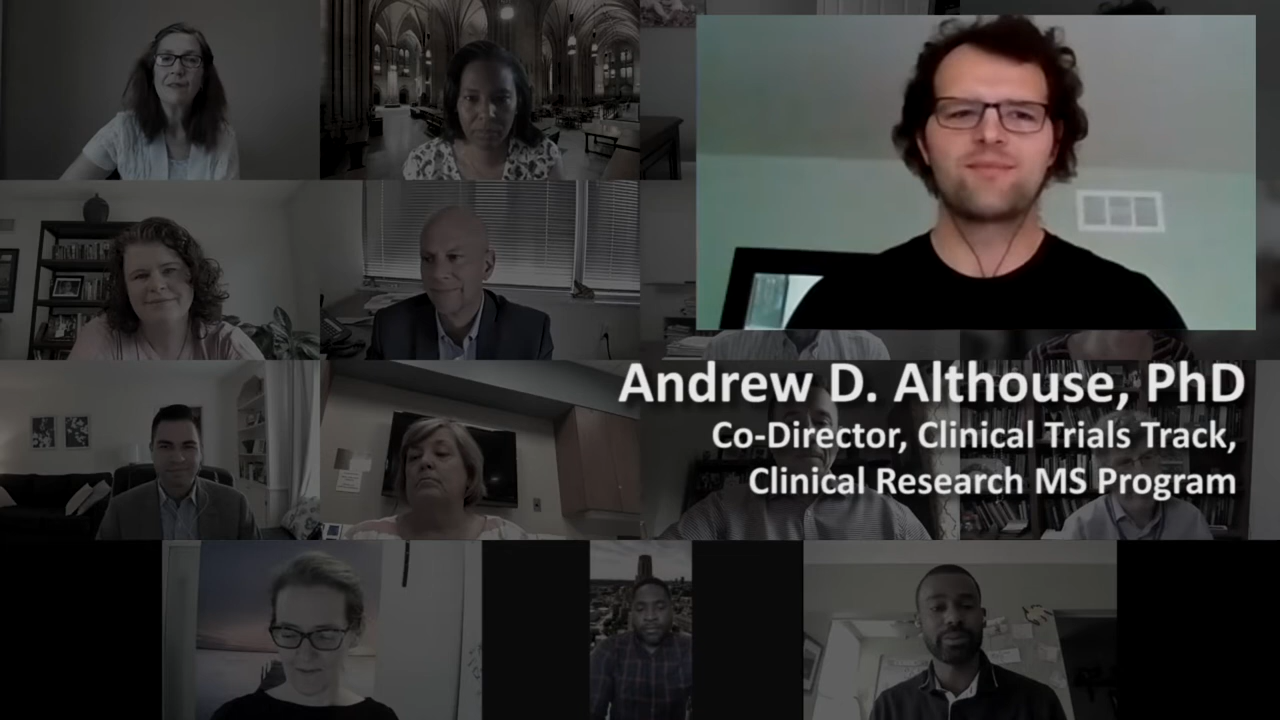 Andrew D. Althouse, PhD
Co-Director, Clinical Trials Track,
Clinical Research MS Program